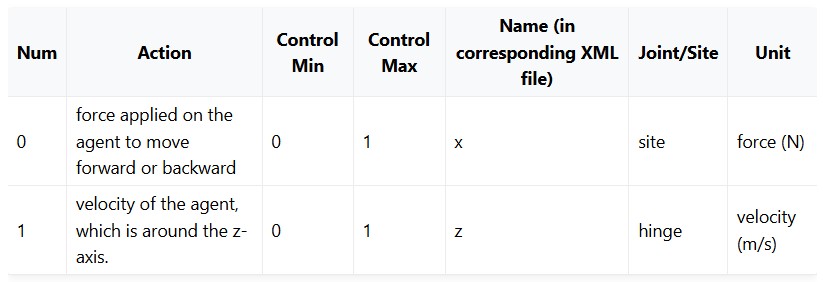 Num Action Control Min Control Max Name (in corresponding XML file) Joint/Site Unit
0 force applied on the agent to move forward or backward 0 1 x site force (N)
1 velocity of the agent, which is around the z-axis. 0 1 z hinge velocity (m/s)